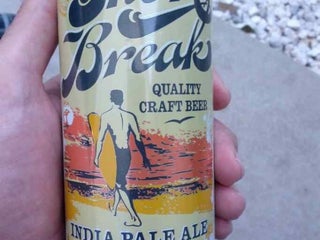 Break
QUALITY
CRAFT BEER
INDIA PALE ALE